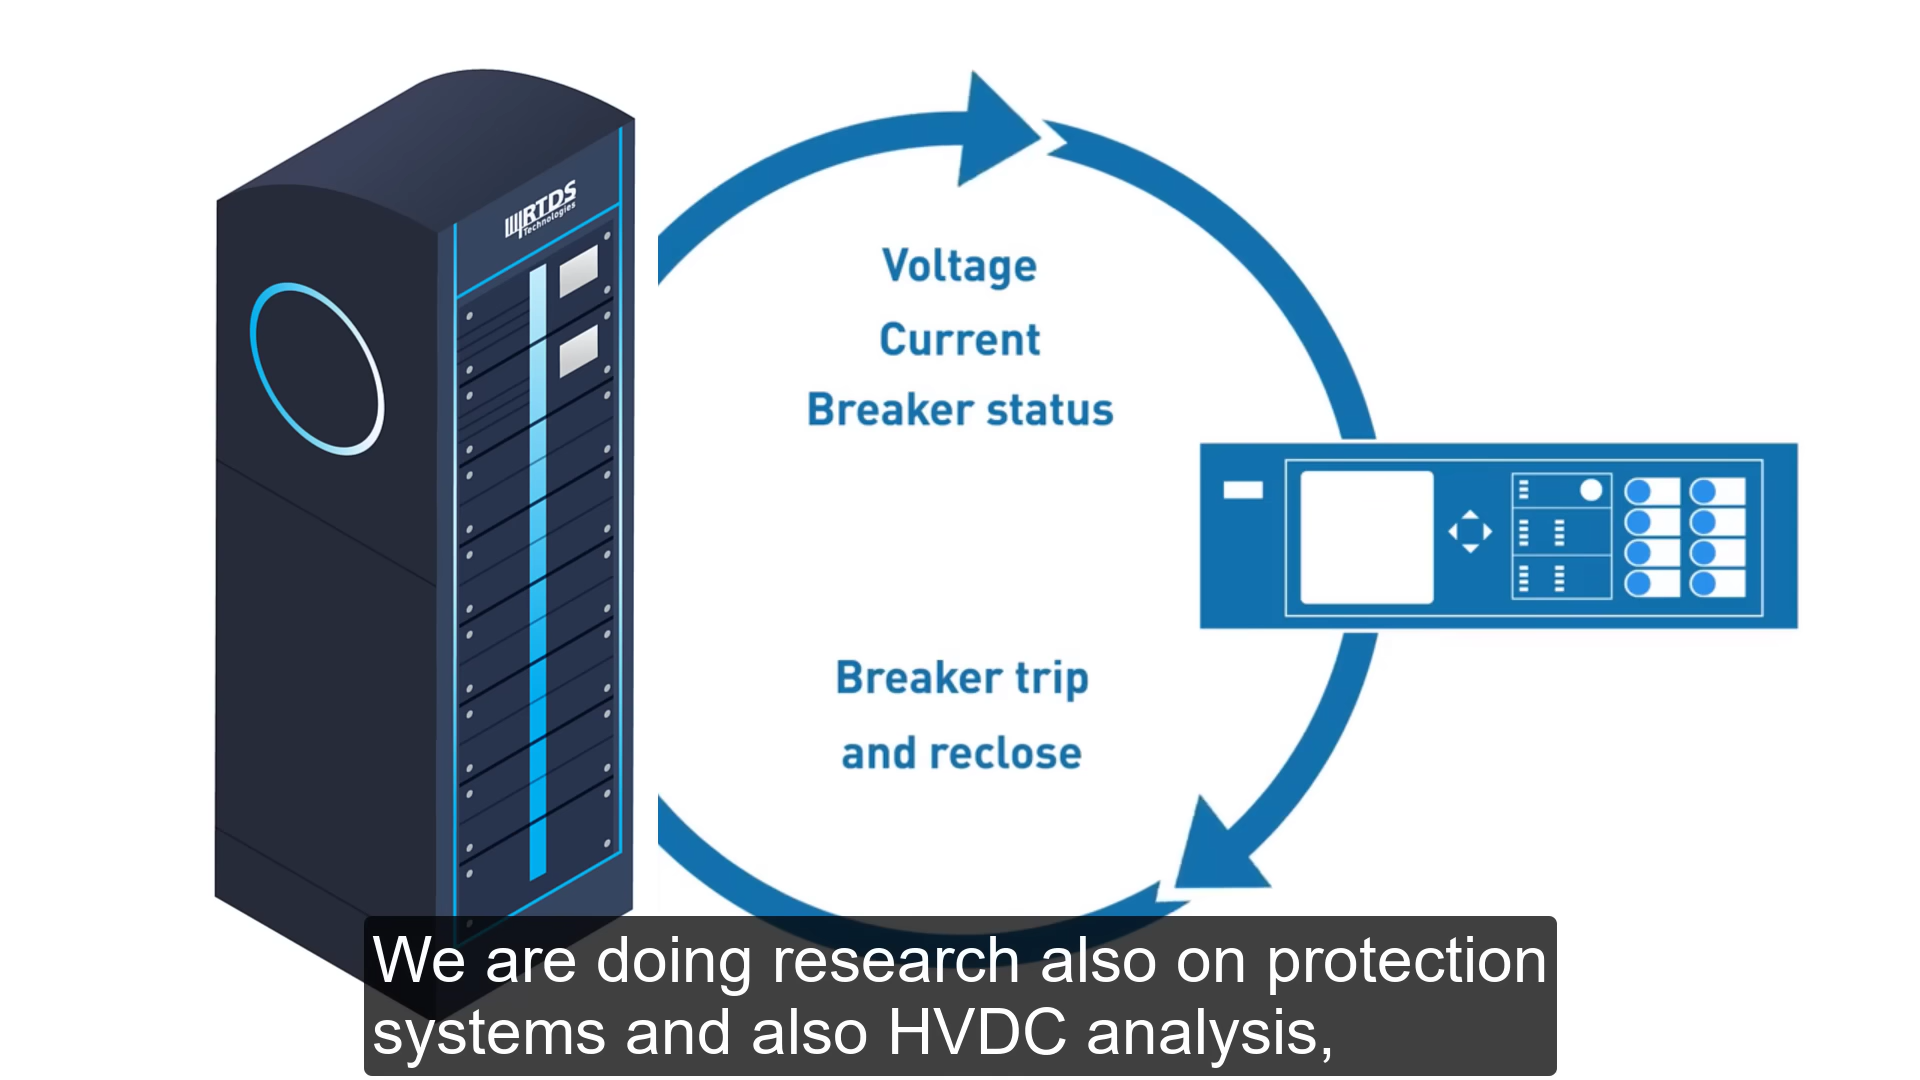 RTDS
Technologies
Voltage
Current
Breaker status
Breaker trip
and reclose
We are doing research also on protection
systems and also HVDC analysis,